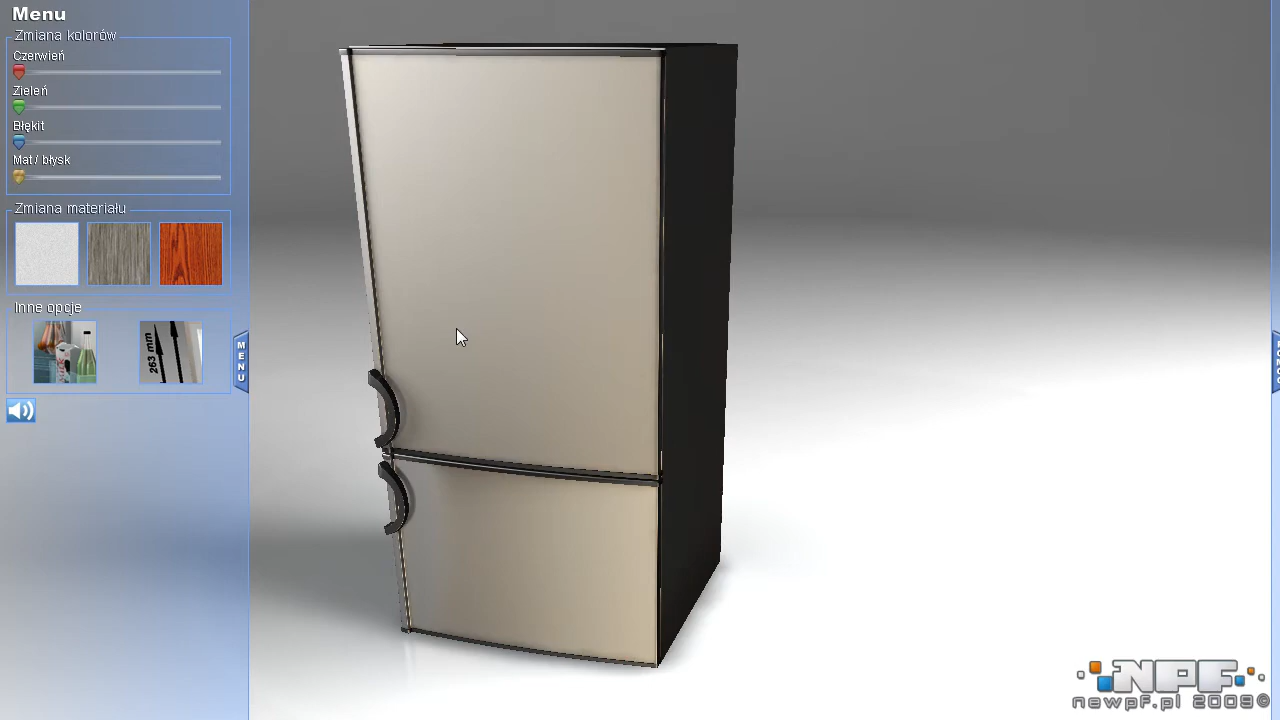 Menu
Zmiana kolorów
Czerwień
Zieleń
Błękit
Mat / błysk
Zmiana materiału
Inne opcje
263 mm
MENU
NPF
newpf.pl 2009©